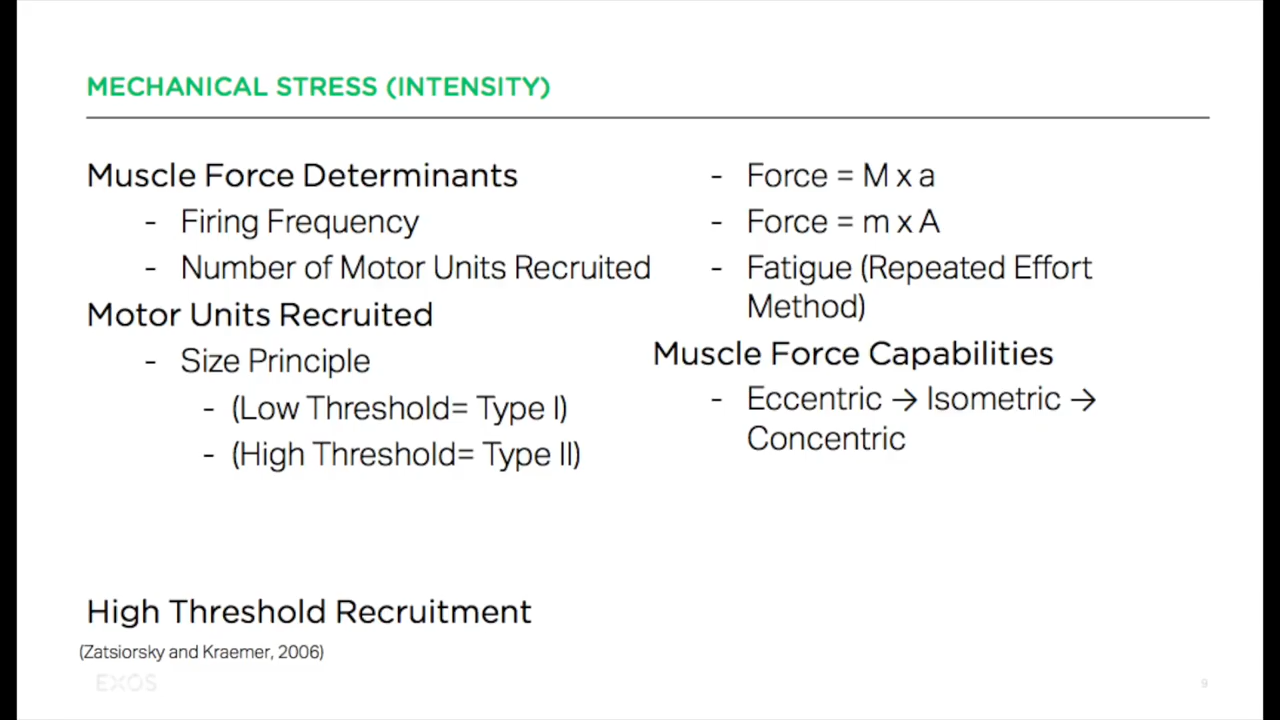 MECHANICAL STRESS (INTENSITY)
Muscle Force Determinants
- Firing Frequency
- Number of Motor Units Recruited
Motor Units Recruited
- Size Principle
- (Low Threshold= Type I)
- (High Threshold= Type II)
High Threshold Recruitment
- Force = M x a
- Force = m x A
- Fatigue (Repeated Effort
Method)
Muscle Force Capabilities
- Eccentric → Isometric →
Concentric
(Zatsiorsky and Kraemer, 2006)
EXOS
9